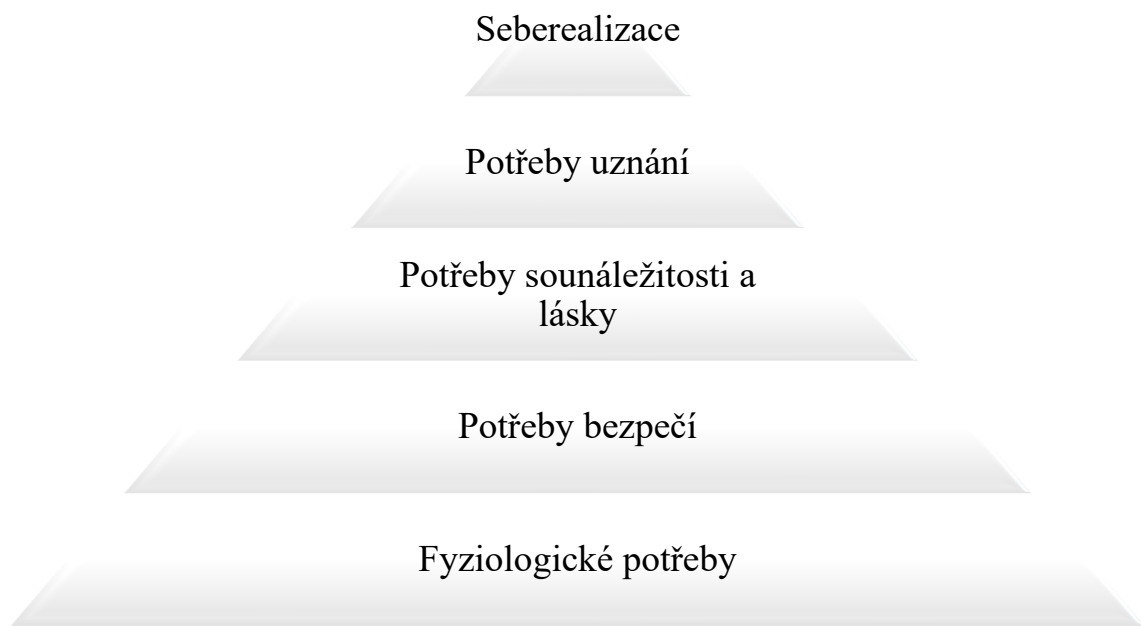 Seberealizace
Potřeby uznání
Potřeby sounáležitosti a
lásky
Potřeby bezpečí
Fyziologické potřeby